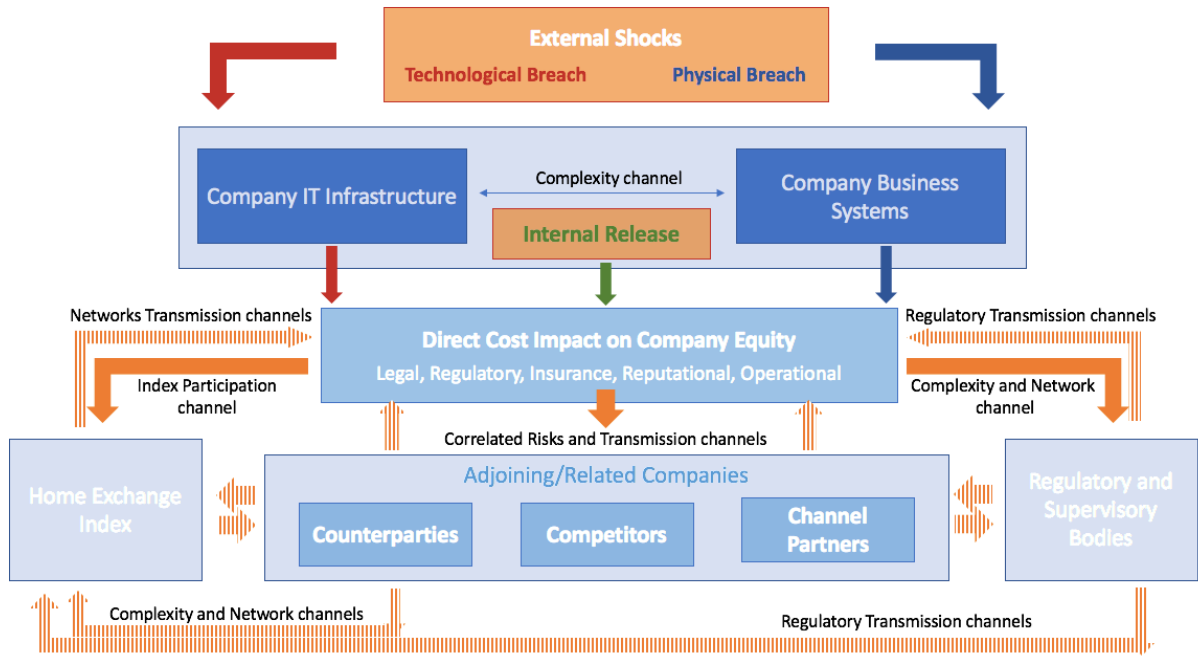 External Shocks
Technological Breach
Physical Breach
Company IT Infrastructure
Complexity channel
Company Business
Systems
Internal Release
Networks Transmission channels
Regulatory Transmission channels
Direct Cost Impact on Company Equity
Legal, Regulatory, Insurance, Reputational, Operational
Index Participation
channel
Complexity and Network
channel
Correlated Risks and Transmission channels
Home Exchange
Index
Adjoining/Related Companies
Counterparties
Competitors
Channel
Partners
Regulatory and
Supervisory
Bodies
Complexity and Network channels
Regulatory Transmission channels